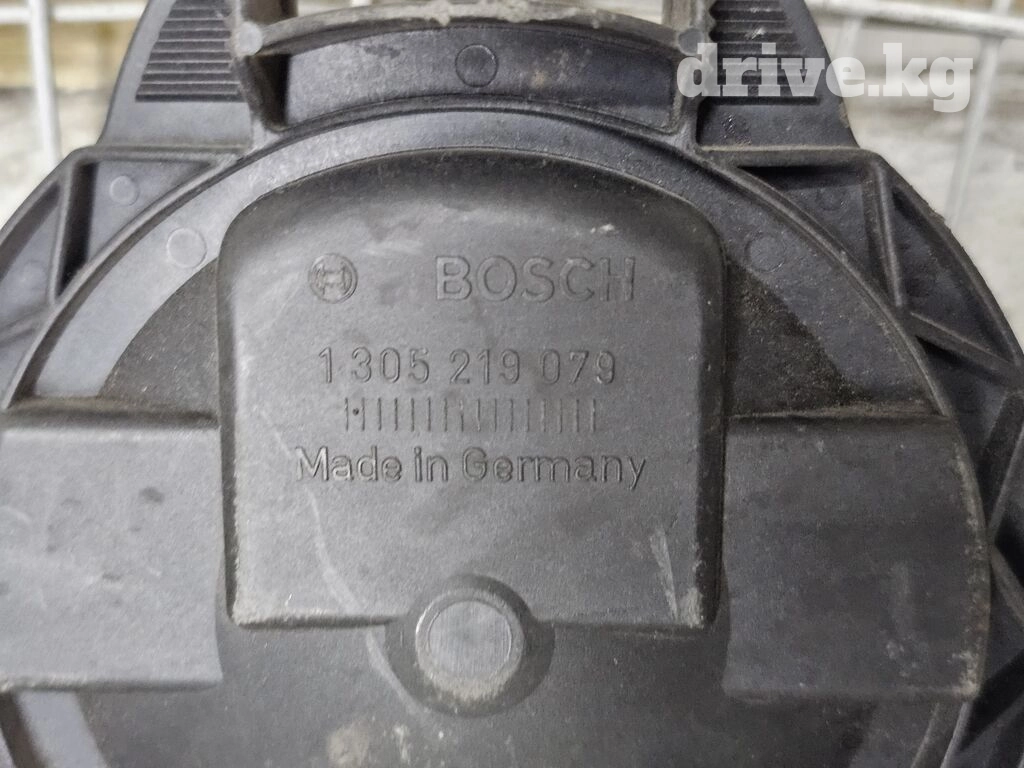 drive.kg
BOSCH
1 305 219 079
Made in Germany